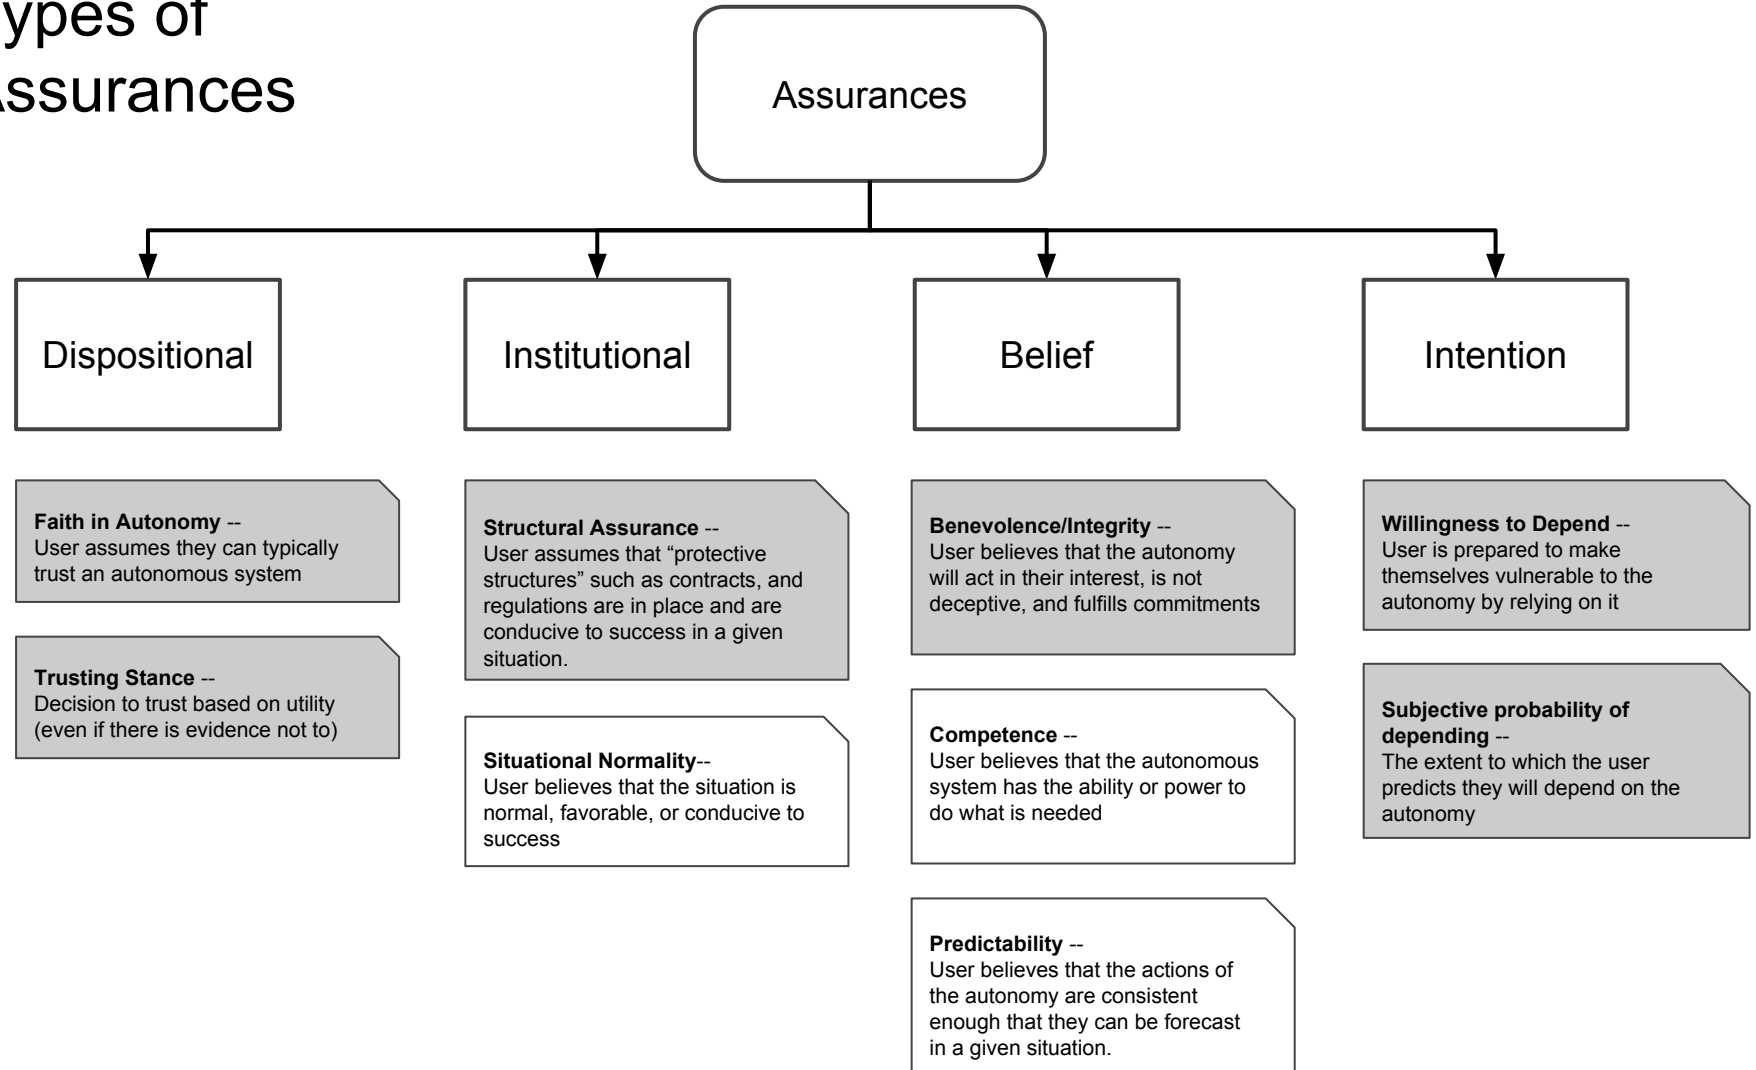 ypes of
ssurances
Assurances
Dispositional
Institutional
Belief
Intention
Faith in Autonomy --
User assumes they can typically
trust an autonomous system
Trusting Stance --
Decision to trust based on utility
(even if there is evidence not to)
Structural Assurance --
User assumes that “protective
structures” such as contracts, and
regulations are in place and are
conducive to success in a given
situation.
Situational Normality--
User believes that the situation is
normal, favorable, or conducive to
success
Benevolence/Integrity --
User believes that the autonomy
will act in their interest, is not
deceptive, and fulfills commitments
Competence --
User believes that the autonomous
system has the ability or power to
do what is needed
Predictability --
User believes that the actions of
the autonomy are consistent
enough that they can be forecast
in a given situation.
Willingness to Depend --
User is prepared to make
themselves vulnerable to the
autonomy by relying on it
Subjective probability of
depending --
The extent to which the user
predicts they will depend on the
autonomy